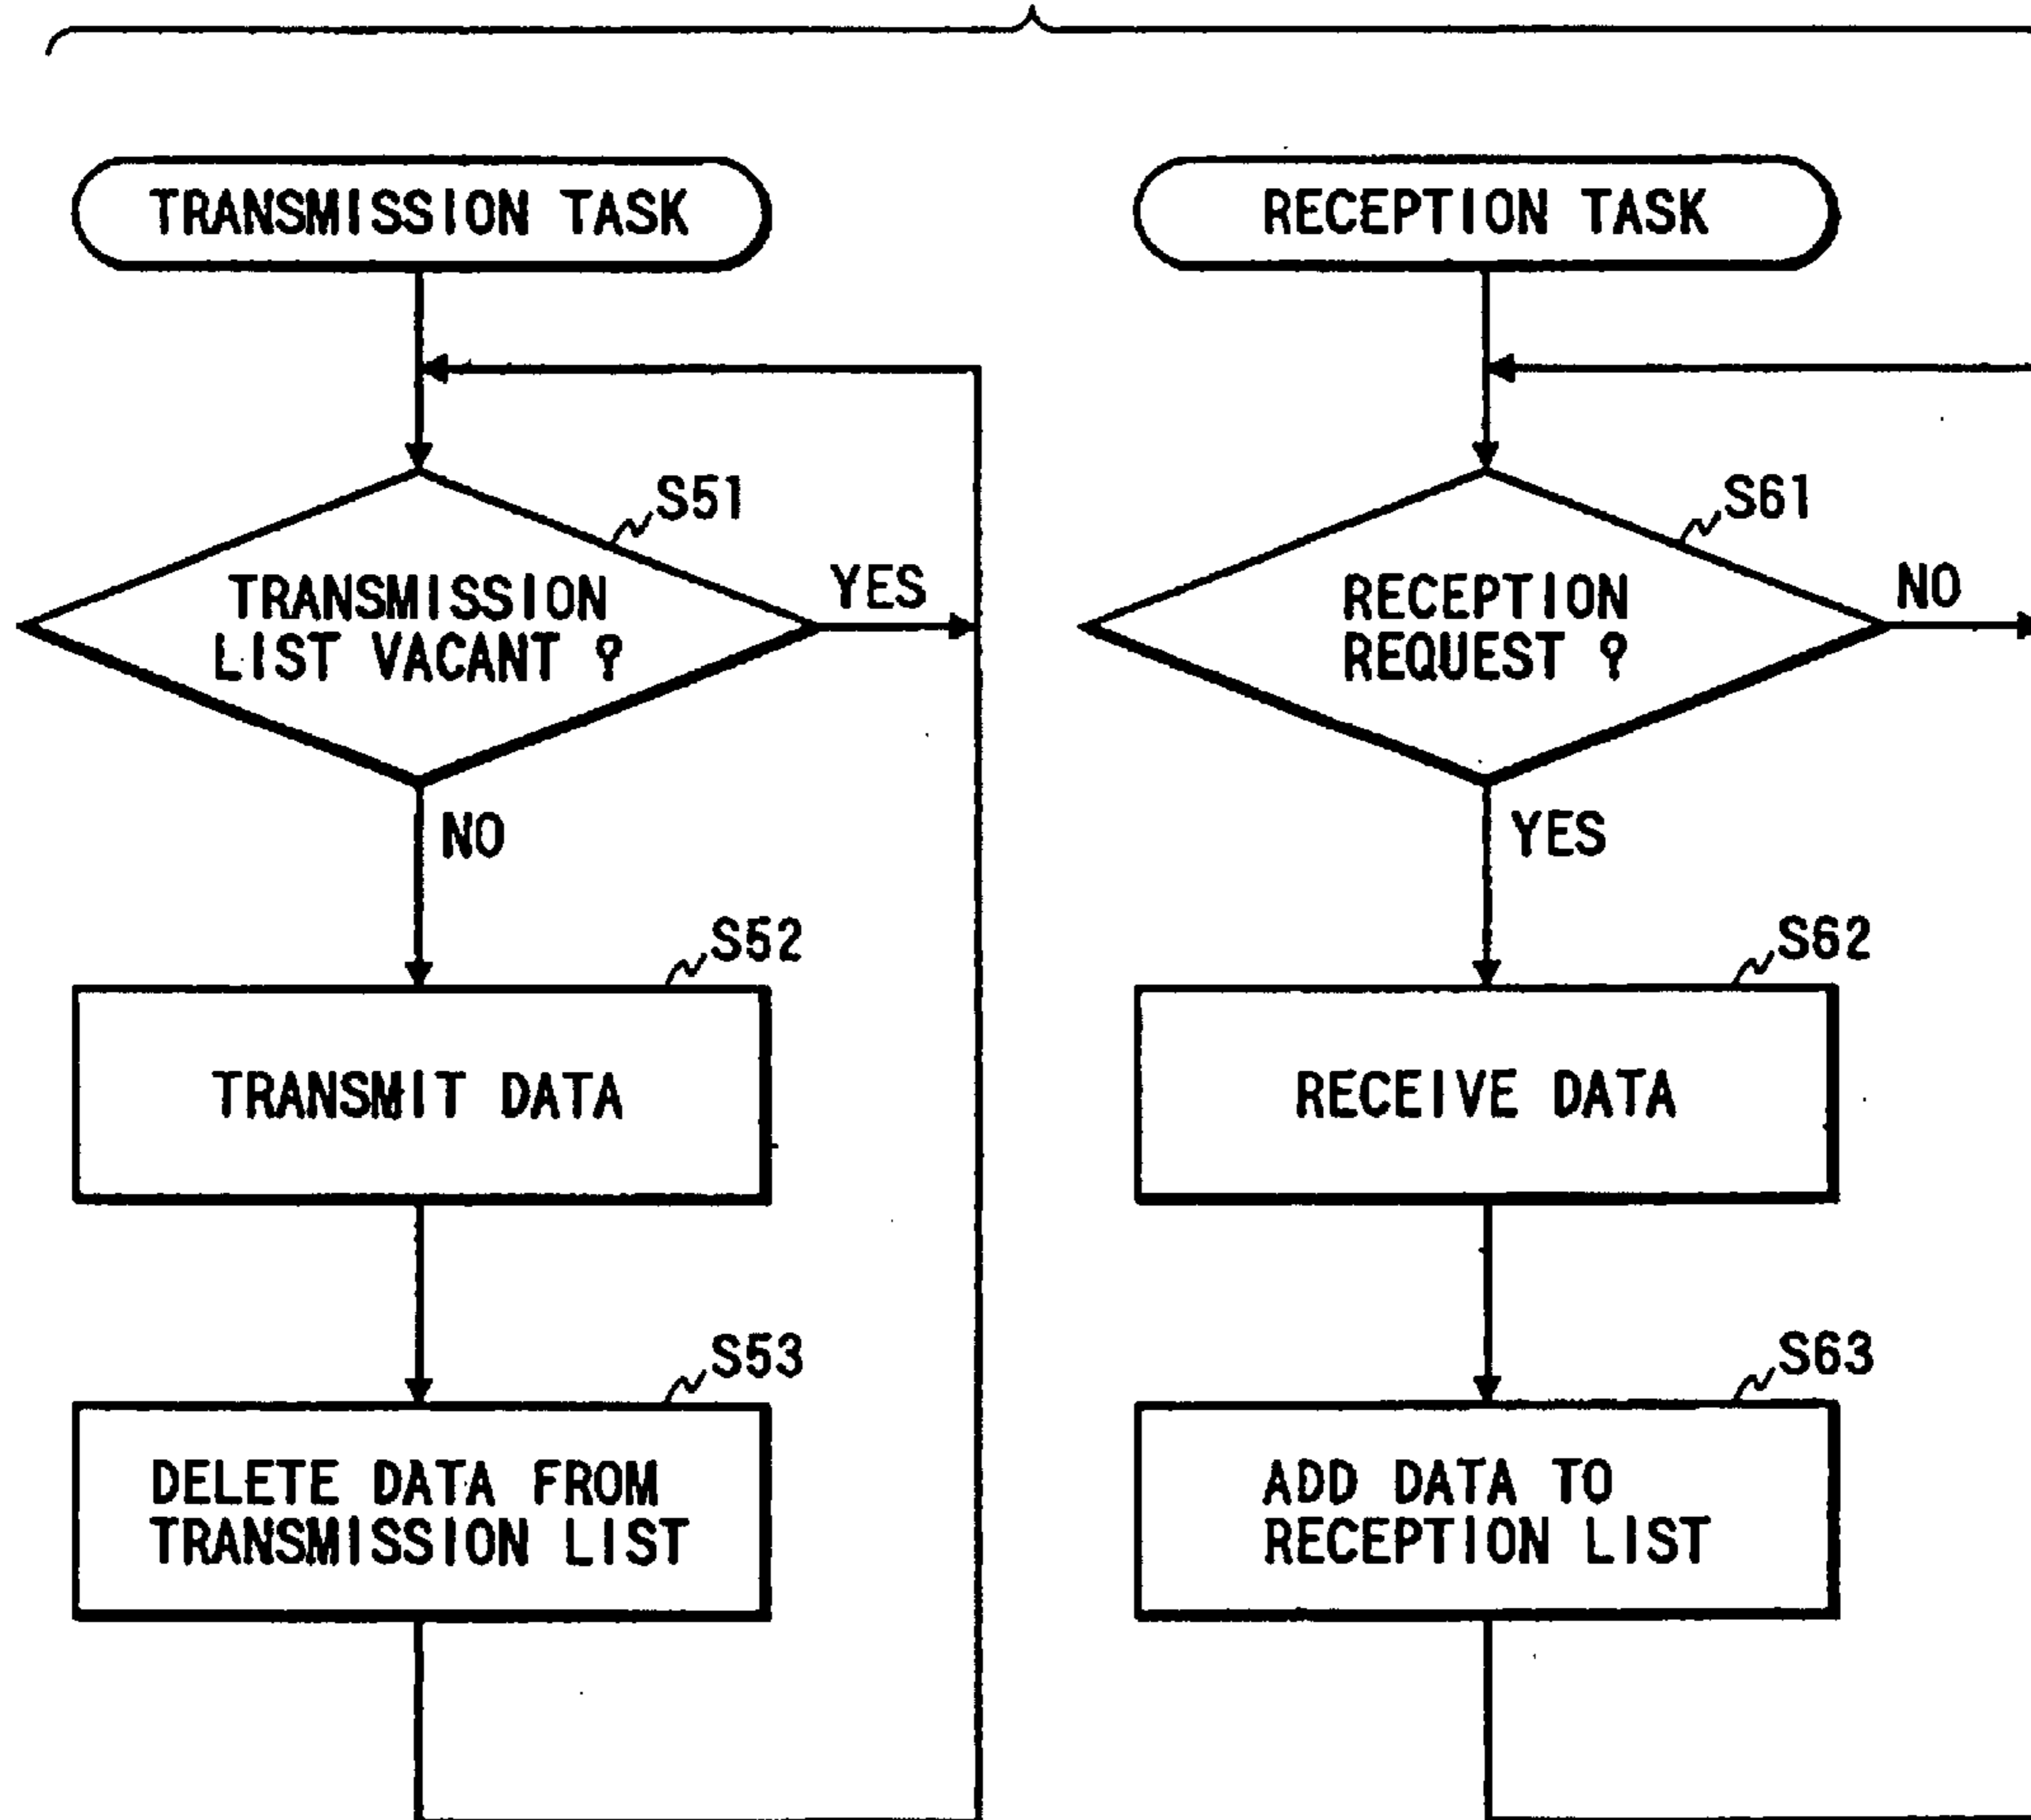 TRANSMISSION TASK
S51
TRANSMISSION
LIST VACANT ?
YES
NO
S52
TRANSMIT DATA
S53
DELETE DATA FROM
TRANSMISSION LIST
RECEPTION TASK
S61
RECEPTION
REQUEST ?
NO
YES
S62
RECEIVE DATA
S63
ADD DATA TO
RECEPTION LIST